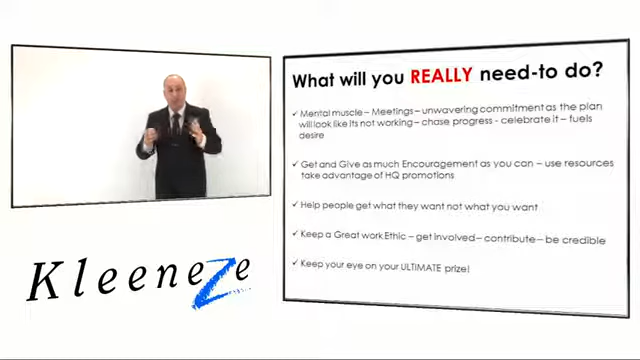 What will you REALLY need-to do?
✓ Mental muscle – Meetings – unwavering commitment as the plan
will look like its not working – chase progress - celebrate it – fuels
desire
✓ Get and Give as much Encouragement as you can – use resources
take advantage of HQ promotions
✓ Help people get what they want not what you want
✓ Keep a Great work Ethic – get involved – contribute – be credible
✓ Keep your eye on your ULTIMATE prize!
Kleeneze